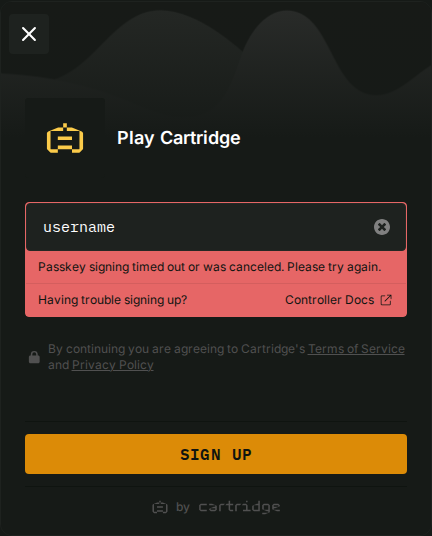 Play Cartridge
username
Passkey signing timed out or was canceled. Please try again.
Having trouble signing up? Controller Docs
By continuing you are agreeing to Cartridge's Terms of Service
and Privacy Policy
SIGN UP
by cartridge